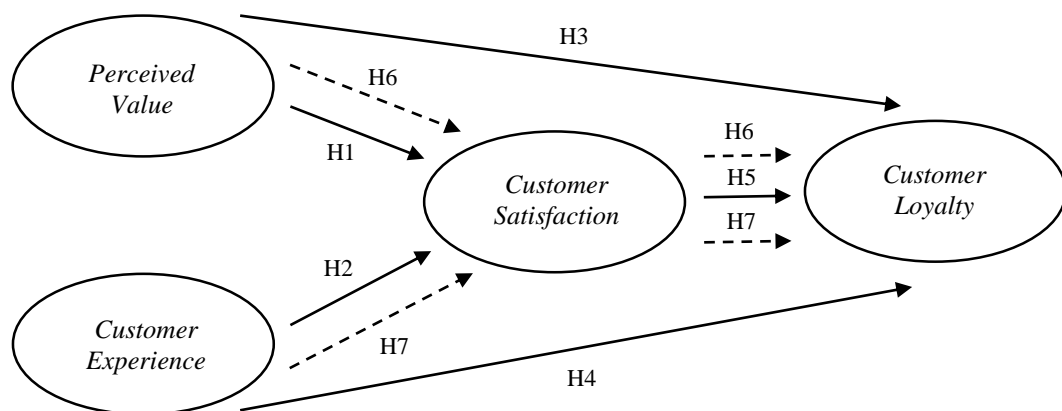 H3
Perceived
Value
H6
H1
H6
H5
H7
Customer
Satisfaction
Customer
Loyalty
H2
H7
Customer
Experience
H4